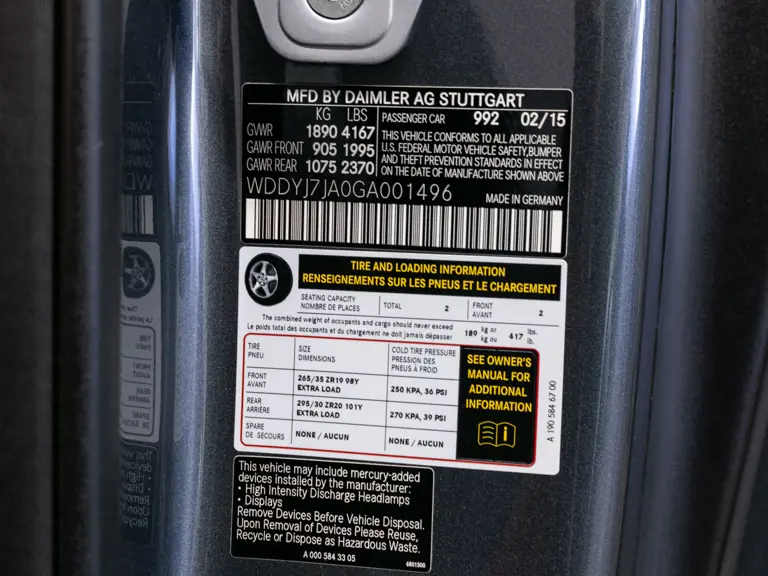 MFD BY DAIMLER AG STUTTGART
KG LBS
GVWR 1890 4167
GAWR FRONT 905 1995
GAWR REAR 1075 2370
PASSENGER CAR 992 02/15
THIS VEHICLE CONFORMS TO ALL APPLICABLE
U.S. FEDERAL MOTOR VEHICLE SAFETY, BUMPER
AND THEFT PREVENTION STANDARDS IN EFFECT
ON THE DATE OF MANUFACTURE SHOWN ABOVE
WDDYJ7JA0GA001496
MADE IN GERMANY
TIRE AND LOADING INFORMATION
RENSEIGNEMENTS SUR LES PNEUS ET LE CHARGEMENT
SEATING CAPACITY
NOMBRE DE PLACES
TOTAL 2
FRONT
AVANT
2
The combined weight of occupants and cargo should never exceed
Le poids total des occupants et du chargement ne doit jamais dépasser
189 kg or
kg ou
417 lbs.
lb.
TIRE
PNEU
SIZE
DIMENSIONS
COLD TIRE PRESSURE
PRESSION DES
PNEUS À FROID
FRONT
AVANT
265/35 ZR19 98Y
EXTRA LOAD
250 KPA, 36 PSI
REAR
ARRIÈRE
295/30 ZR20 101Y
EXTRA LOAD
270 KPA, 39 PSI
SPARE
DE SECOURS
NONE / AUCUN
NONE / AUCUN
SEE OWNER'S
MANUAL FOR
ADDITIONAL
INFORMATION
A 190 584 67 00
This vehicle may include mercury-added
devices installed by the manufacturer:
• High Intensity Discharge Headlamps
• Displays
Remove Devices Before Vehicle Disposal.
Upon Removal of Devices Please Reuse,
Recycle or Dispose as Hazardous Waste.
A 000 584 33 05
6801300